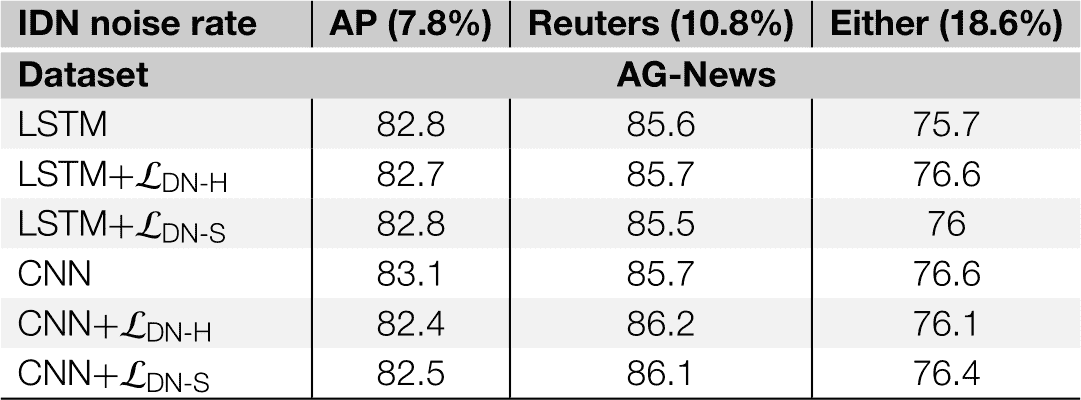 IDN noise rate AP (7.8%) Reuters (10.8%) Either (18.6%)
Dataset AG-News
LSTM 82.8 85.6 75.7
LSTM+ℒDN-H 82.7 85.7 76.6
LSTM+ℒDN-S 82.8 85.5 76
CNN 83.1 85.7 76.6
CNN+ℒDN-H 82.4 86.2 76.1
CNN+ℒDN-S 82.5 86.1 76.4